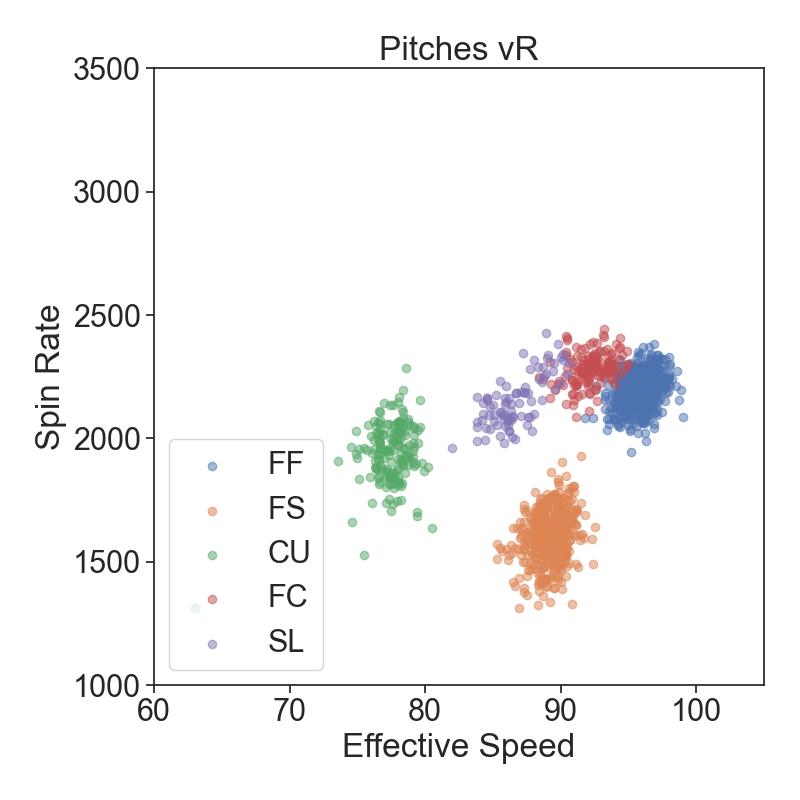 Pitches vR
3500
3000
2500
2000
1500
1000
Spin Rate
FF
FS
CU
FC
SL
60 70 80 90 100
Effective Speed